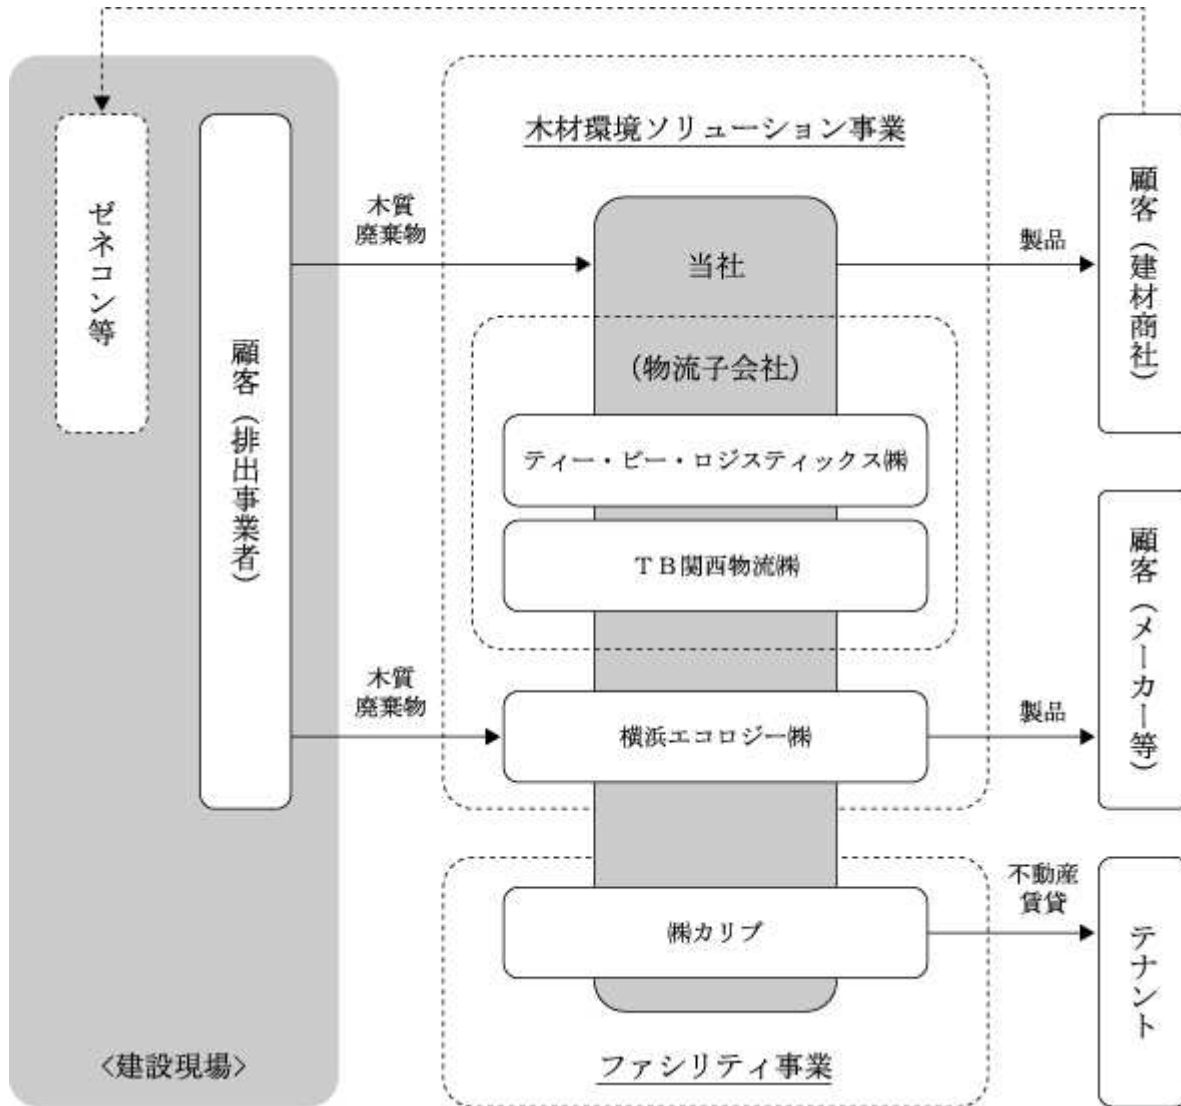 ゼネコン等
顧客（排出事業者）
<建設現場>
木材環境ソリューション事業
木質
廃棄物
当社
（物流子会社）
ティー・ビー・ロジスティックス㈱
ＴＢ関西物流㈱
木質
廃棄物
横浜エコロジー㈱
㈱カリブ
ファシリティ事業
製品
顧客（建材商社）
製品
顧客（メーカー等）
不動産
賃貸
テナント